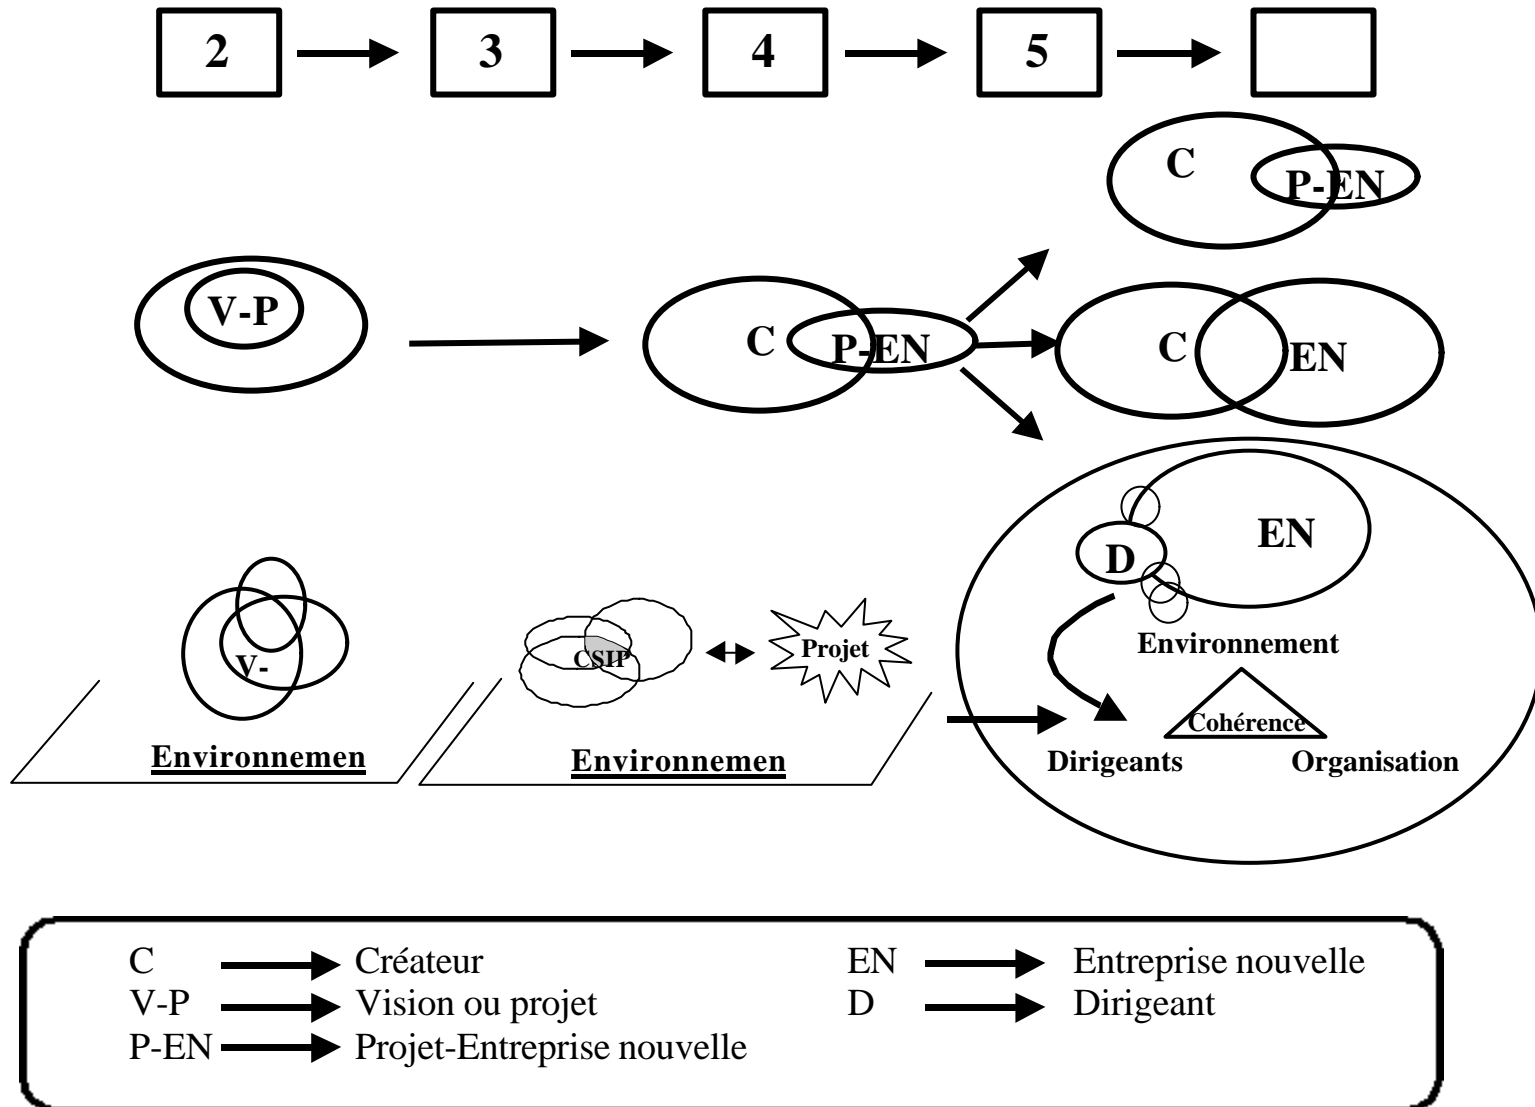 2 3 4 5
C
P-EN
V-P
C P-EN
C EN
EN
D
Environnement
V-
CSIP
Projet
Cohérence
Environnemen
Environnemen
Dirigeants Organisation
C Créateur EN Entreprise nouvelle
V-P Vision ou projet D Dirigeant
P-EN Projet-Entreprise nouvelle